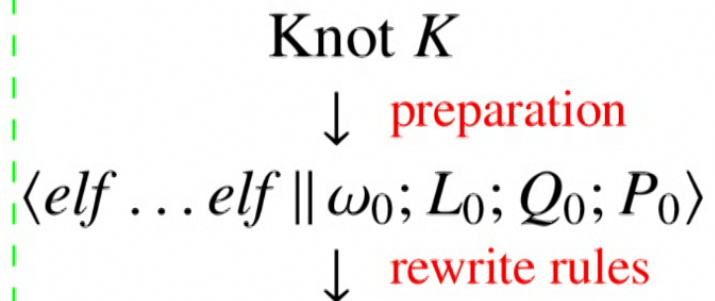 Knot K
↓ preparation
⟨elf … elf || ω₀; L₀; Q₀; P₀⟩
↓ rewrite rules